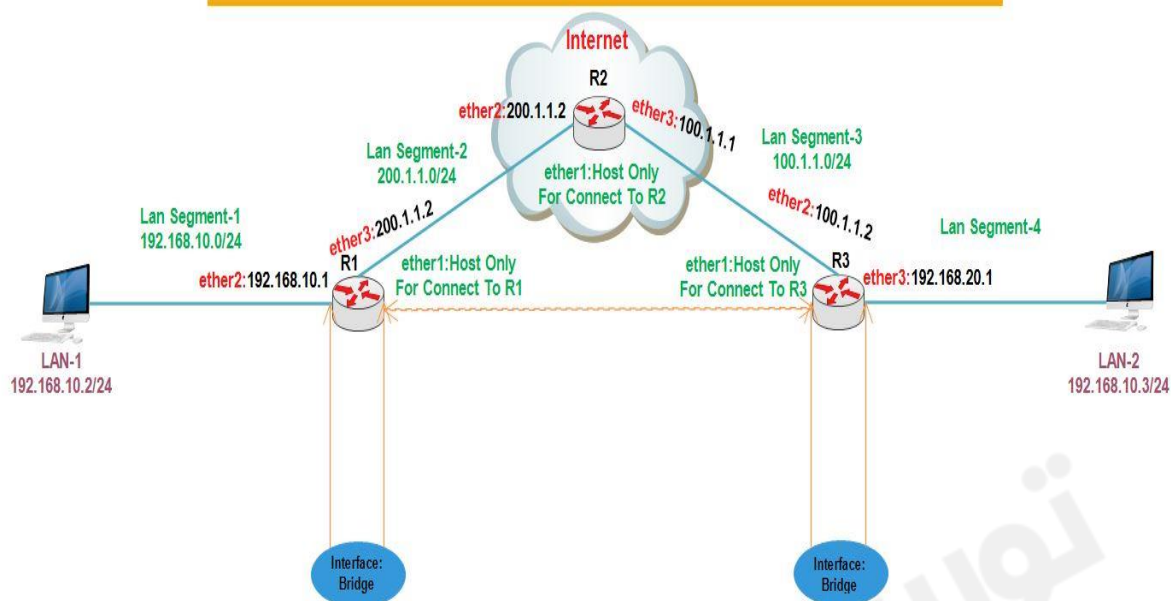 Internet
R2
ether2:200.1.1.2
ether3:100.1.1.1
Lan Segment-2
200.1.1.0/24
Lan Segment-3
100.1.1.0/24
ether1:Host Only
For Connect To R2
Lan Segment-1
192.168.10.0/24
ether3:200.1.1.2
ether2:100.1.1.2
Lan Segment-4
R1
ether2:192.168.10.1
ether1:Host Only
For Connect To R1
ether1:Host Only
For Connect To R3
R3
ether3:192.168.20.1
LAN-1
192.168.10.2/24
LAN-2
192.168.10.3/24
Interface:
Bridge
Interface:
Bridge